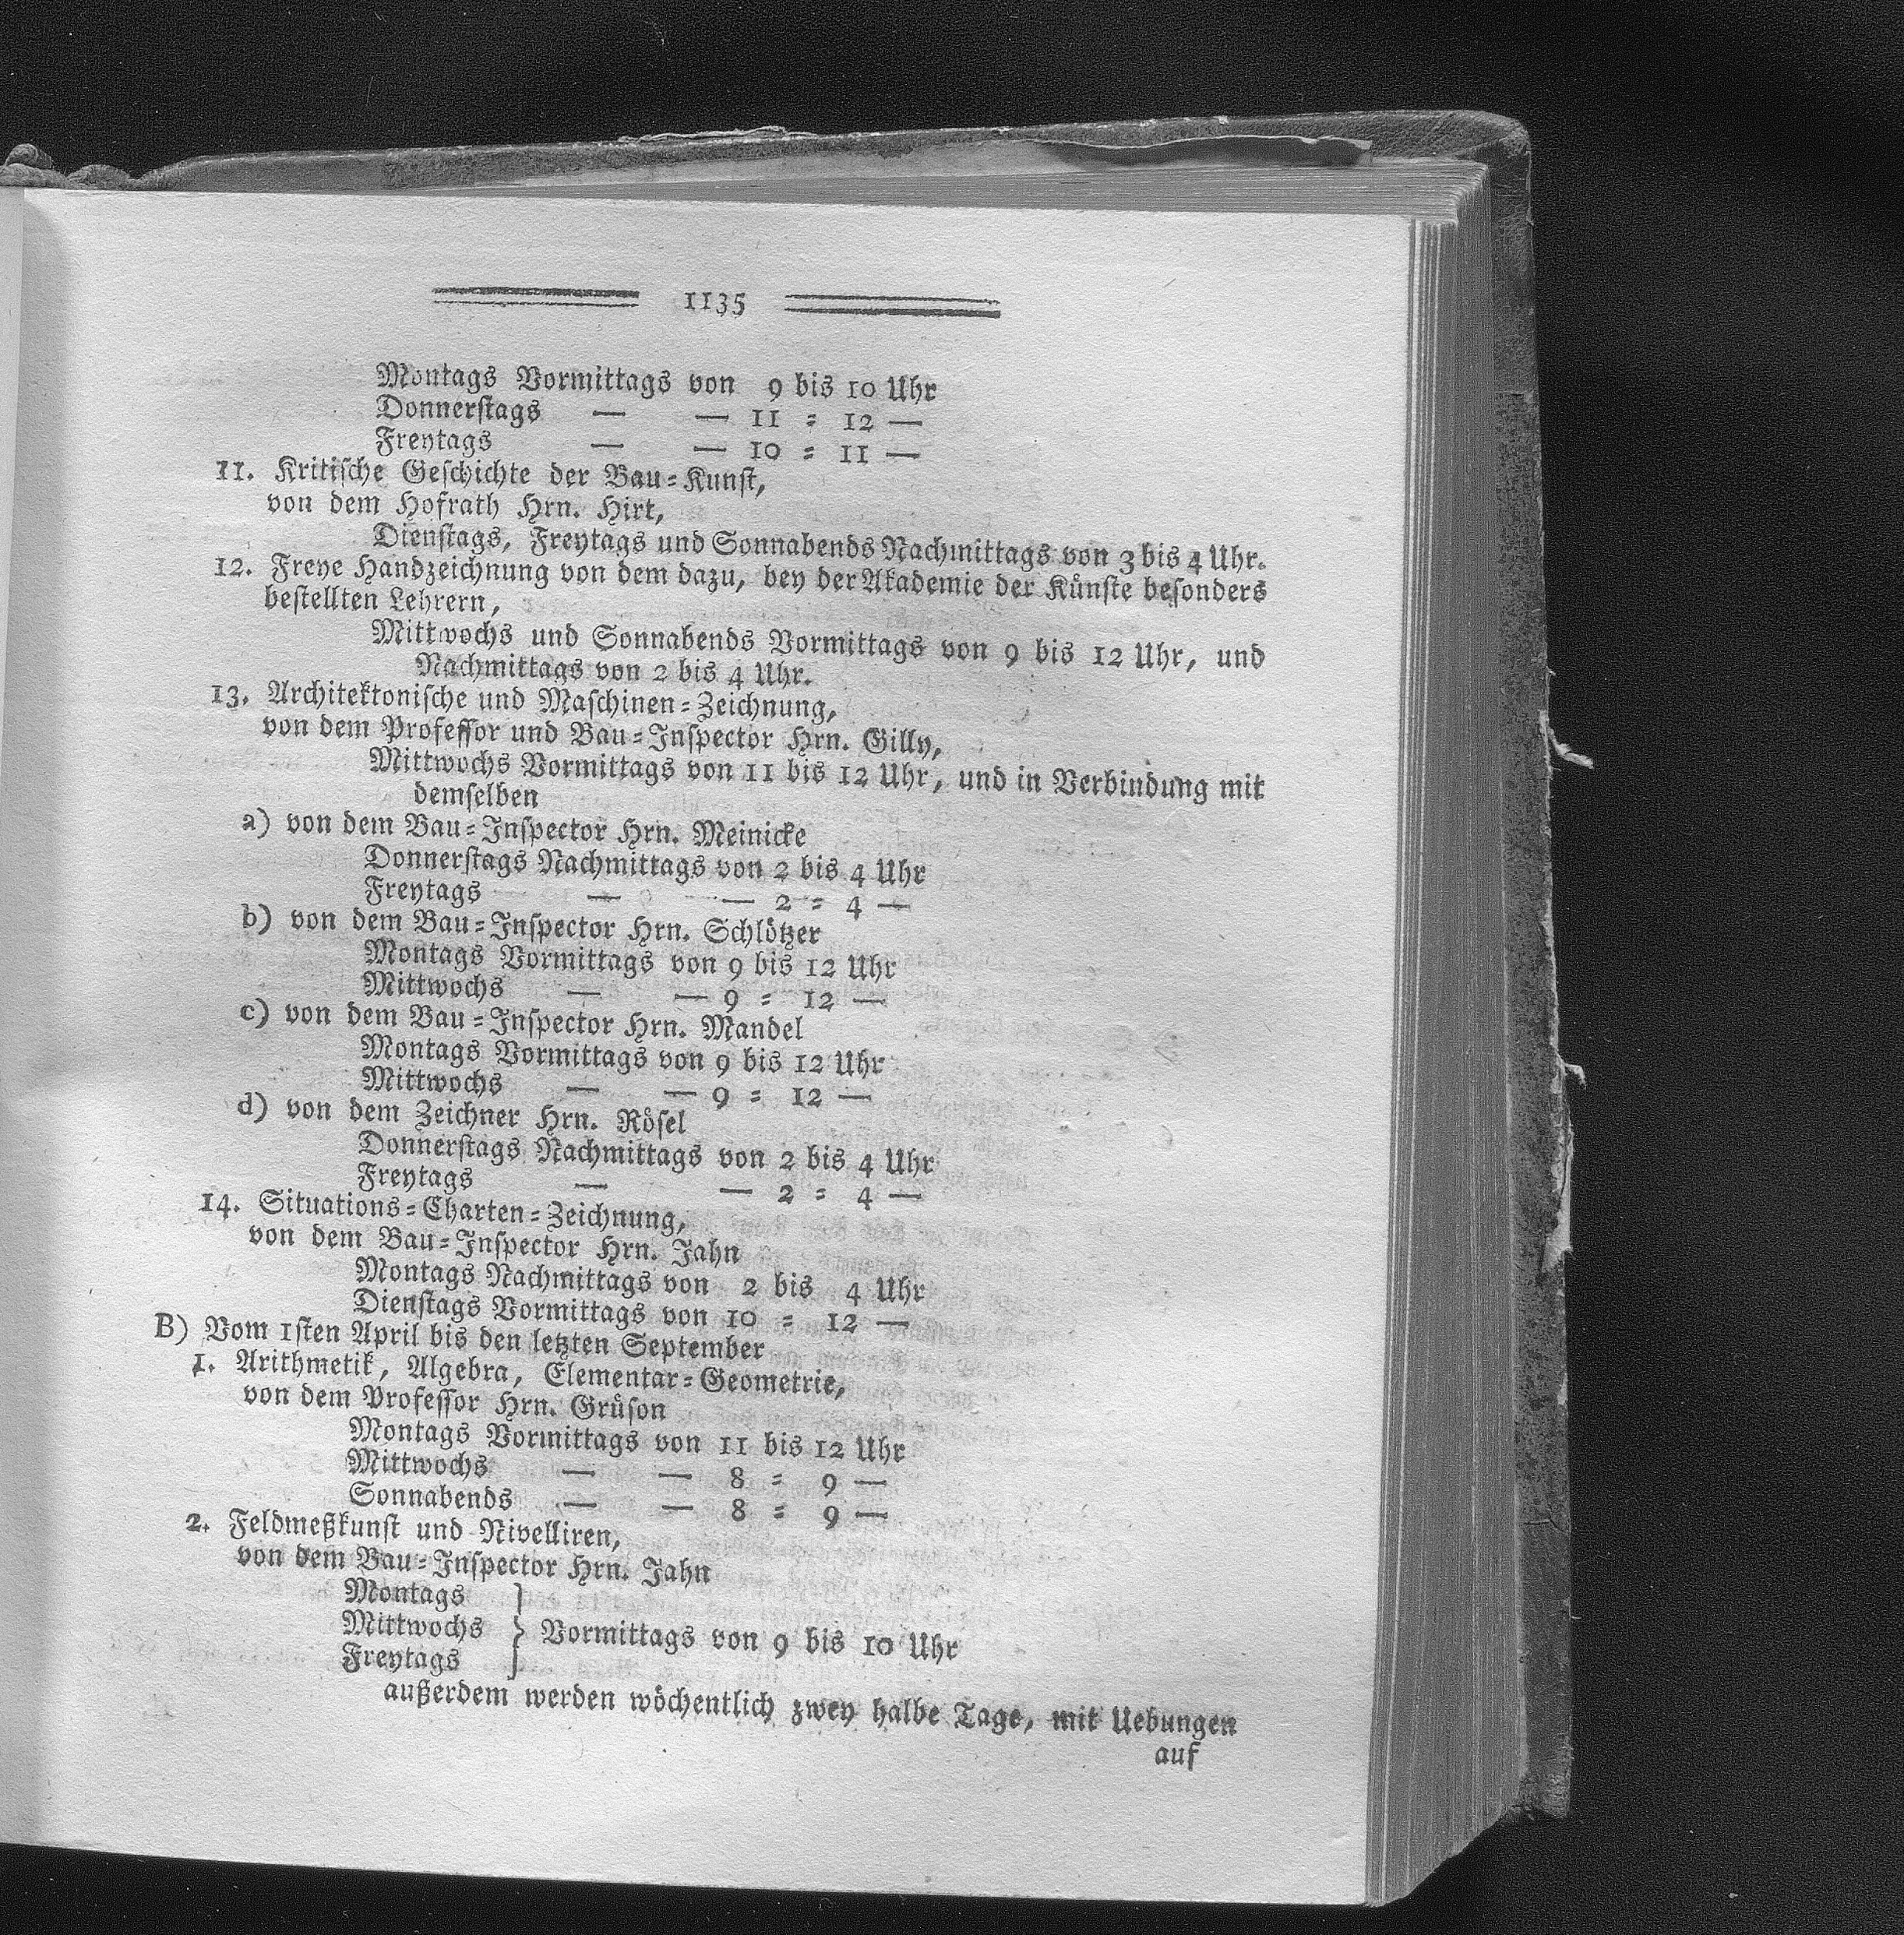 1135
Montags Vormittags von 9 bis 10 Uhr
Donnerstags — — 11 = 12 —
Freytags — — 10 = 11 —
11. Kritische Geschichte der Bau=Kunst,
von dem Hofrath Hrn. Hirt,
Dienstags, Freytags und Sonnabends Nachmittags von 3 bis 4 Uhr.
12. Freye Handzeichnung von dem dazu, bey der Akademie der Künste besonders
bestellten Lehrern,
Mittwochs und Sonnabends Vormittags von 9 bis 12 Uhr, und
Nachmittags von 2 bis 4 Uhr.
13. Architektonische und Maschinen=Zeichnung,
von dem Professor und Bau=Inspector Hrn. Gilly,
Mittwochs Vormittags von 11 bis 12 Uhr, und in Verbindung mit
demselben
a) von dem Bau=Inspector Hrn. Meinicke
Donnerstags Nachmittags von 2 bis 4 Uhr
Freytags — — 2 = 4 —
b) von dem Bau=Inspector Hrn. Schlötzer
Montags Vormittags von 9 bis 12 Uhr
Mittwochs — — 9 = 12 —
c) von dem Bau=Inspector Hrn. Mandel
Montags Vormittags von 9 bis 12 Uhr
Mittwochs — — 9 = 12 —
d) von dem Zeichner Hrn. Rösel
Donnerstags Nachmittags von 2 bis 4 Uhr
Freytags — — 2 = 4 —
14. Situations=Charten=Zeichnung,
von dem Bau=Inspector Hrn. Jahn
Montags Nachmittags von 2 bis 4 Uhr
Dienstags Vormittags von 10 = 12 —
B) Vom 1sten April bis den letzten September
1. Arithmetik, Algebra, Elementar=Geometrie,
von dem Professor Hrn. Grüson
Montags Vormittags von 11 bis 12 Uhr
Mittwochs — — 8 = 9 —
Sonnabends — — 8 = 9 —
2. Feldmeßkunst und Nivelliren,
von dem Bau=Inspector Hrn. Jahn
Montags
Mittwochs } Vormittags von 9 bis 10 Uhr
Freytags
außerdem werden wöchentlich zwey halbe Tage, mit Uebungen
auf